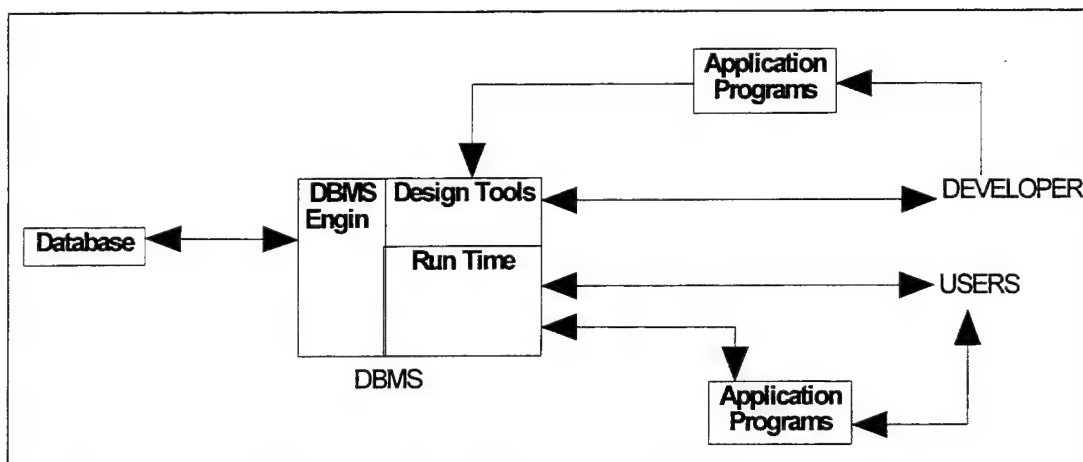 Application
Programs
DBMS
Engin
Design Tools
DEVELOPER
Database
Run Time
USERS
DBMS
Application
Programs